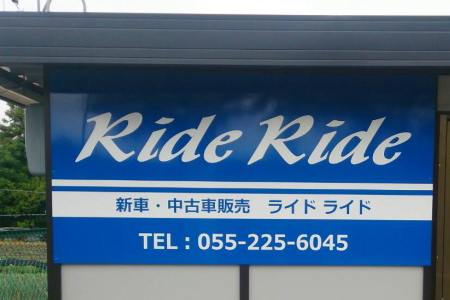 Ride Ride
新車・中古車販売　ライド ライド
TEL : 055-225-6045